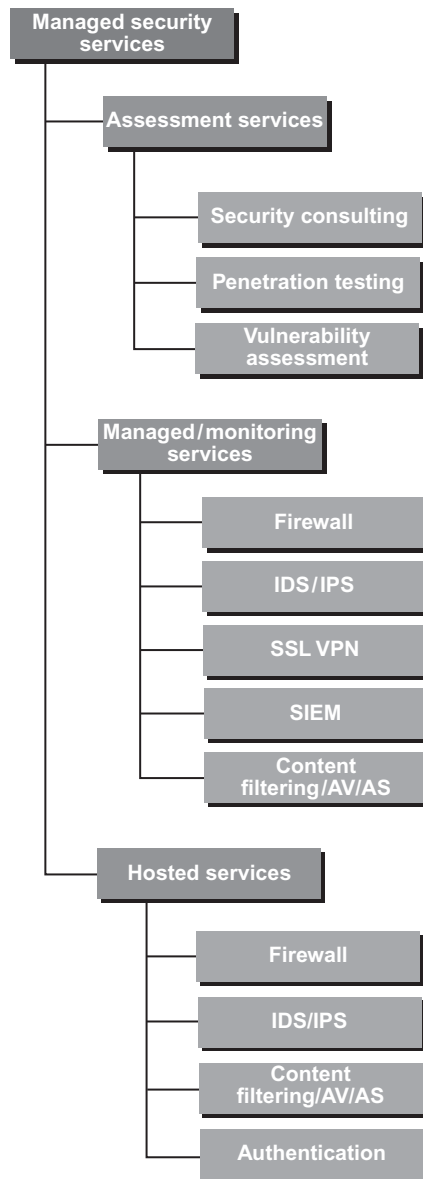 Managed security
services
Assessment services
Security consulting
Penetration testing
Vulnerability
assessment
Managed/monitoring
services
Firewall
IDS/IPS
SSL VPN
SIEM
Content
filtering/AV/AS
Hosted services
Firewall
IDS/IPS
Content
filtering/AV/AS
Authentication